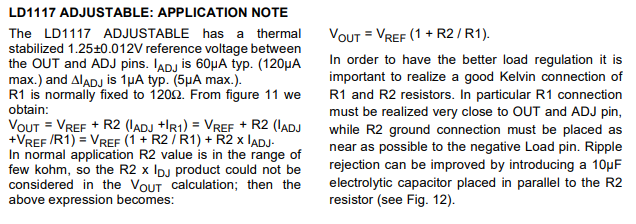 LD1117 ADJUSTABLE: APPLICATION NOTE
The LD1117 ADJUSTABLE has a thermal
stabilized 1.25±0.012V reference voltage between
the OUT and ADJ pins. IADJ is 60µA typ. (120µA
max.) and ∆IADJ is 1µA typ. (5µA max.).
R1 is normally fixed to 120Ω. From figure 11 we
obtain:
VOUT = VREF + R2 (IADJ +IR1) = VREF + R2 (IADJ
+VREF /R1) = VREF (1 + R2 / R1) + R2 x IADJ.
In normal application R2 value is in the range of
few kohm, so the R2 x IDJ product could not be
considered in the VOUT calculation; then the
above expression becomes:
VOUT = VREF (1 + R2 / R1).
In order to have the better load regulation it is
important to realize a good Kelvin connection of
R1 and R2 resistors. In particular R1 connection
must be realized very close to OUT and ADJ pin,
while R2 ground connection must be placed as
near as possible to the negative Load pin. Ripple
rejection can be improved by introducing a 10µF
electrolytic capacitor placed in parallel to the R2
resistor (see Fig. 12).